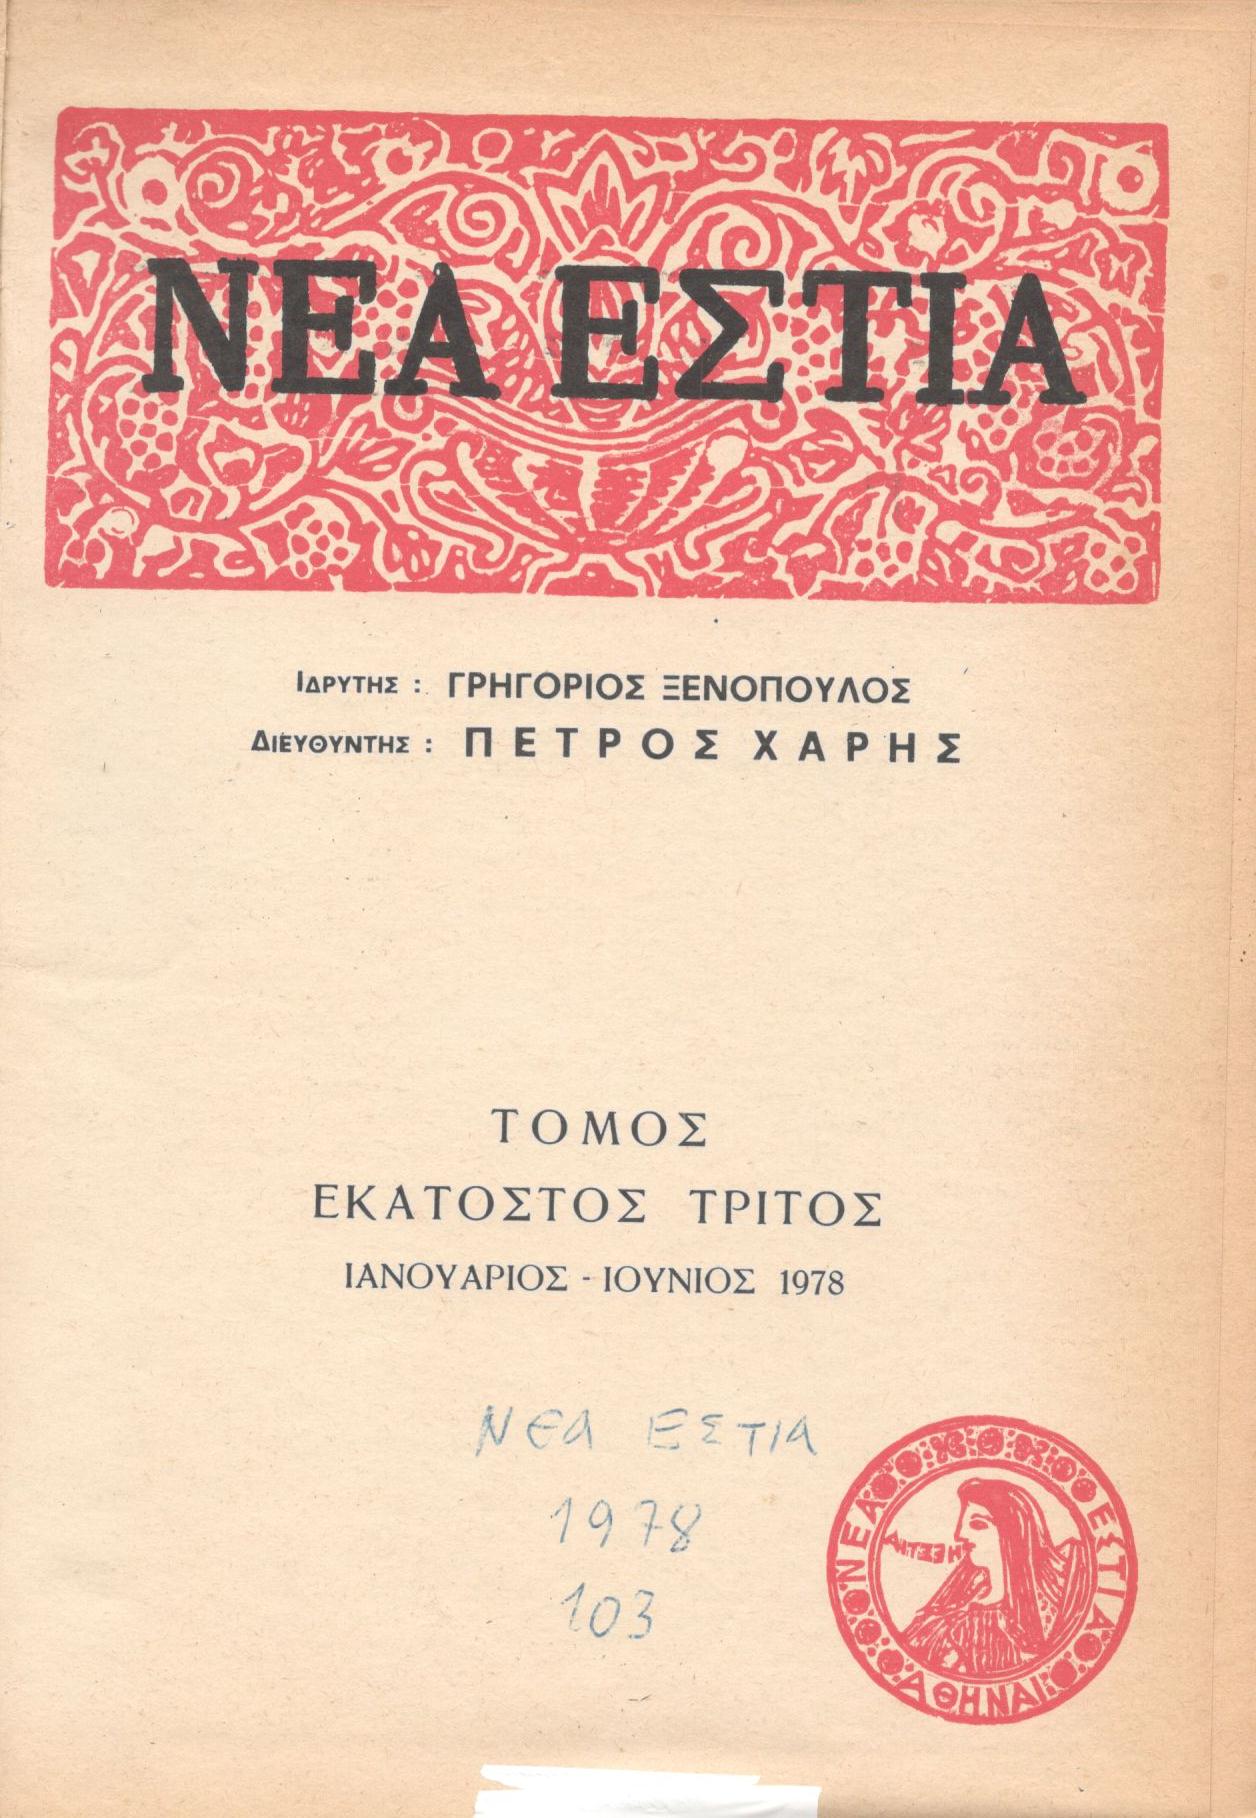 ΝΕΑ ΕΣΤΙΑ
ΙΔΡΥΤΗΣ : ΓΡΗΓΟΡΙΟΣ ΞΕΝΟΠΟΥΛΟΣ
ΔΙΕΥΘΥΝΤΗΣ : ΠΕΤΡΟΣ ΧΑΡΗΣ
ΤΟΜΟΣ
ΕΚΑΤΟΣΤΟΣ ΤΡΙΤΟΣ
ΙΑΝΟΥΑΡΙΟΣ - ΙΟΥΝΙΟΣ 1978
ΝΕΑ ΕΣΤΙΑ
1978
103
ΝΕΑ ΕΣΤΙΑ
ΑΘΗΝΑΙ